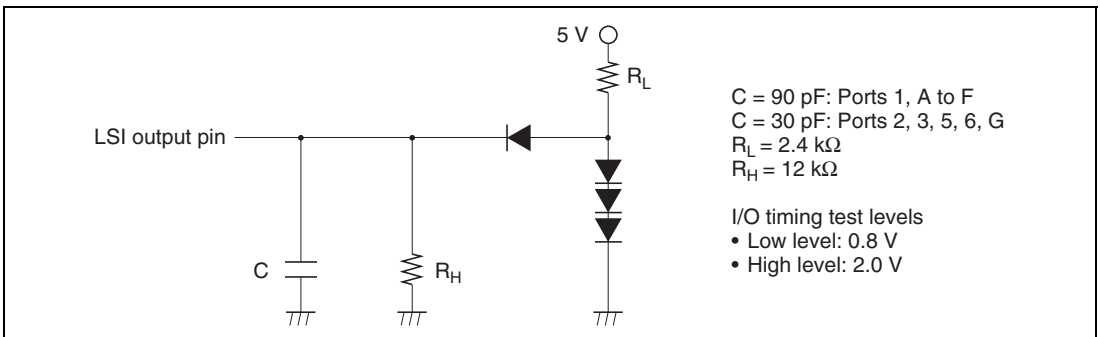 5 V
R_L
LSI output pin
C
R_H
C = 90 pF: Ports 1, A to F
C = 30 pF: Ports 2, 3, 5, 6, G
R_L = 2.4 kΩ
R_H = 12 kΩ
I/O timing test levels
• Low level: 0.8 V
• High level: 2.0 V